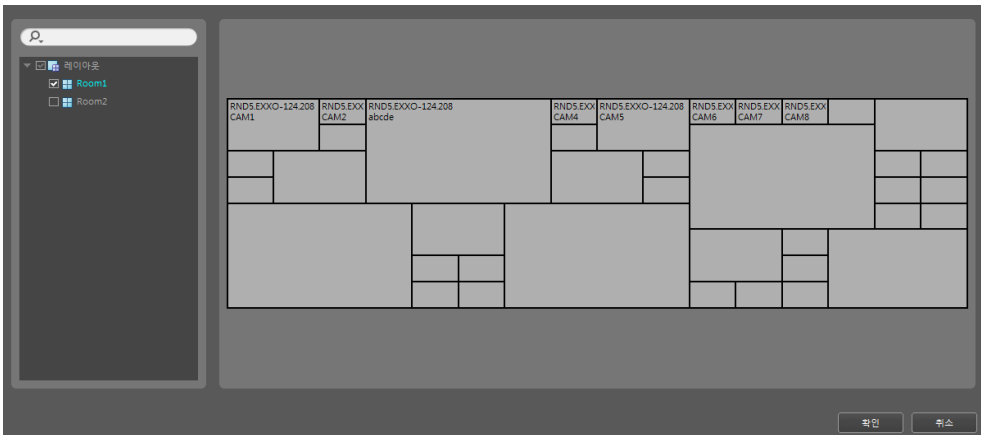 레이아웃
Room1
Room2
RND5.EXXO-124.208
CAM1
RND5.EXX
CAM2
RND5.EXXO-124.208
abcde
RND5.EXX
CAM4
RND5.EXXO-124.208
CAM5
RND5.EXX
CAM6
RND5.EXX
CAM7
RND5.EXX
CAM8
확인
취소